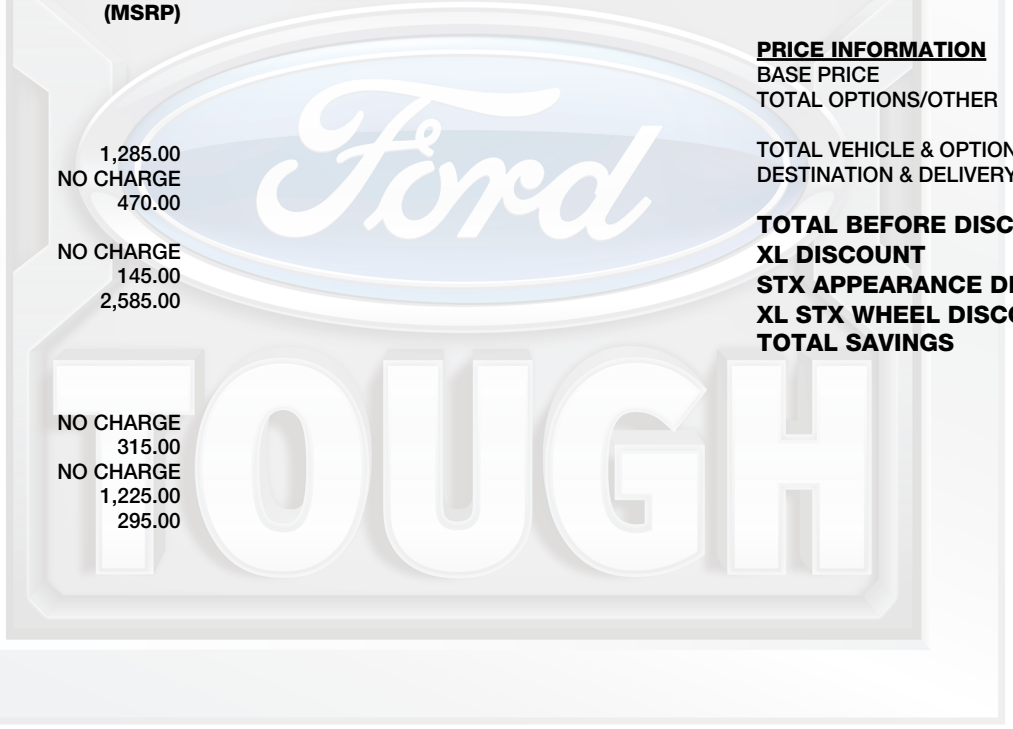 (MSRP)
1,285.00
NO CHARGE
470.00
NO CHARGE
145.00
2,585.00
NO CHARGE
315.00
NO CHARGE
1,225.00
295.00
PRICE INFORMATION
BASE PRICE
TOTAL OPTIONS/OTHER
TOTAL VEHICLE & OPTION
DESTINATION & DELIVERY
TOTAL BEFORE DISC
XL DISCOUNT
STX APPEARANCE DI
XL STX WHEEL DISCO
TOTAL SAVINGS
Ford
TOUGH